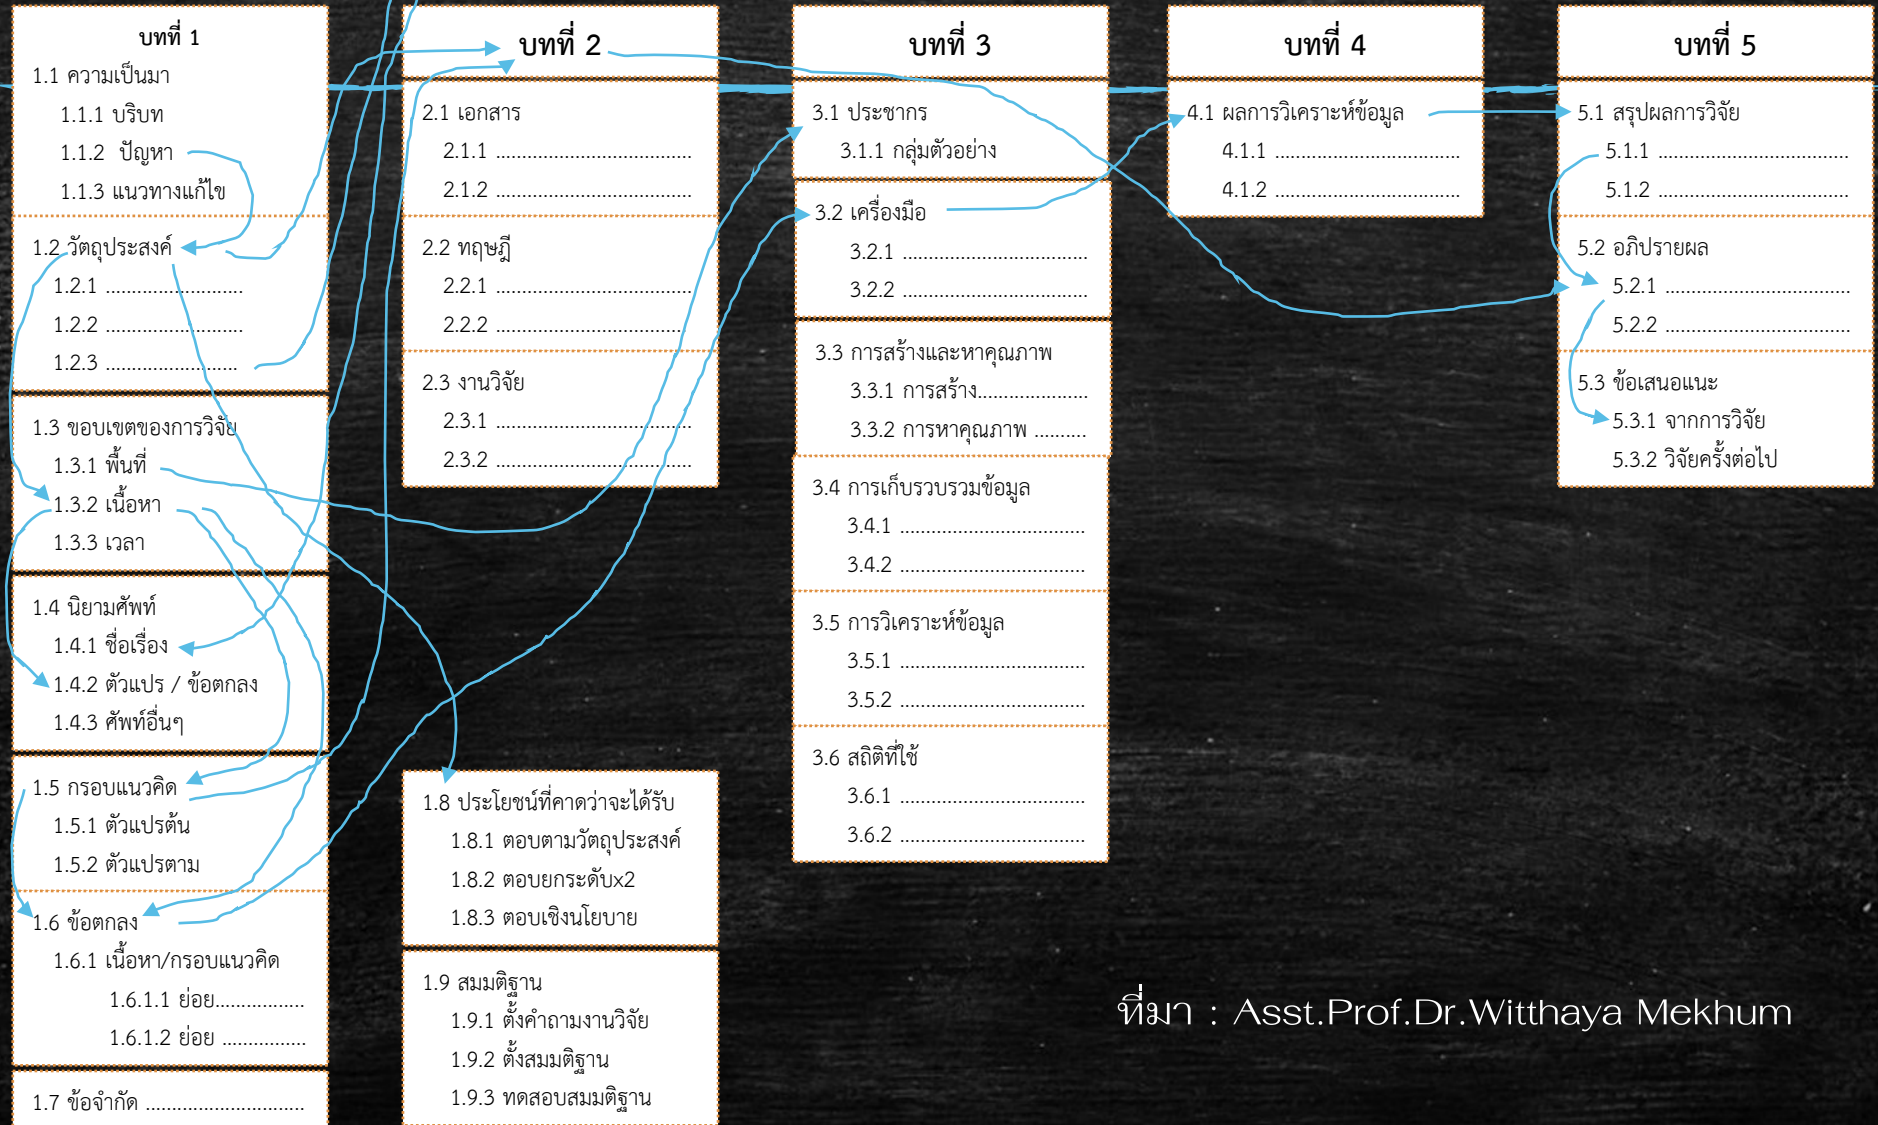 บทที่ 1
1.1 ความเป็นมา
1.1.1 บริบท
1.1.2 ปัญหา
1.1.3 แนวทางแก้ไข
1.2 วัตถุประสงค์
1.2.1 ..........................
1.2.2 ..........................
1.2.3 .........................
1.3 ขอบเขตของการวิจัย
1.3.1 พื้นที่
1.3.2 เนื้อหา
1.3.3 เวลา
1.4 นิยามศัพท์
1.4.1 ชื่อเรื่อง
1.4.2 ตัวแปร / ข้อตกลง
1.4.3 ศัพท์อื่นๆ
1.5 กรอบแนวคิด
1.5.1 ตัวแปรต้น
1.5.2 ตัวแปรตาม
1.6 ข้อตกลง
1.6.1 เนื้อหา/กรอบแนวคิด
1.6.1.1 ย่อย.................
1.6.1.2 ย่อย ................
1.7 ข้อจำกัด ..............................
บทที่ 2
2.1 เอกสาร
2.1.1 .....................................
2.1.2 .....................................
2.2 ทฤษฎี
2.2.1 .....................................
2.2.2 ...................................
2.3 งานวิจัย
2.3.1 .....................................
2.3.2 .....................................
1.8 ประโยชน์ที่คาดว่าจะได้รับ
1.8.1 ตอบตามวัตถุประสงค์
1.8.2 ตอบยกระดับx2
1.8.3 ตอบเชิงนโยบาย
1.9 สมมติฐาน
1.9.1 ตั้งคำถามงานวิจัย
1.9.2 ตั้งสมมติฐาน
1.9.3 ทดสอบสมมติฐาน
บทที่ 3
3.1 ประชากร
3.1.1 กลุ่มตัวอย่าง
3.2 เครื่องมือ
3.2.1 ...................................
3.2.2 ...................................
3.3 การสร้างและหาคุณภาพ
3.3.1 การสร้าง.....................
3.3.2 การหาคุณภาพ ..........
3.4 การเก็บรวบรวมข้อมูล
3.4.1 ...................................
3.4.2 ...................................
3.5 การวิเคราะห์ข้อมูล
3.5.1 ...................................
3.5.2 ...................................
3.6 สถิติที่ใช้
3.6.1 ...................................
3.6.2 ...................................
บทที่ 4
4.1 ผลการวิเคราะห์ข้อมูล
4.1.1 ...................................
4.1.2 ...................................
บทที่ 5
5.1 สรุปผลการวิจัย
5.1.1 ....................................
5.1.2 ....................................
5.2 อภิปรายผล
5.2.1 ...................................
5.2.2 ...................................
5.3 ข้อเสนอแนะ
5.3.1 จากการวิจัย
5.3.2 วิจัยครั้งต่อไป
ที่มา : Asst.Prof.Dr.Witthaya Mekhum